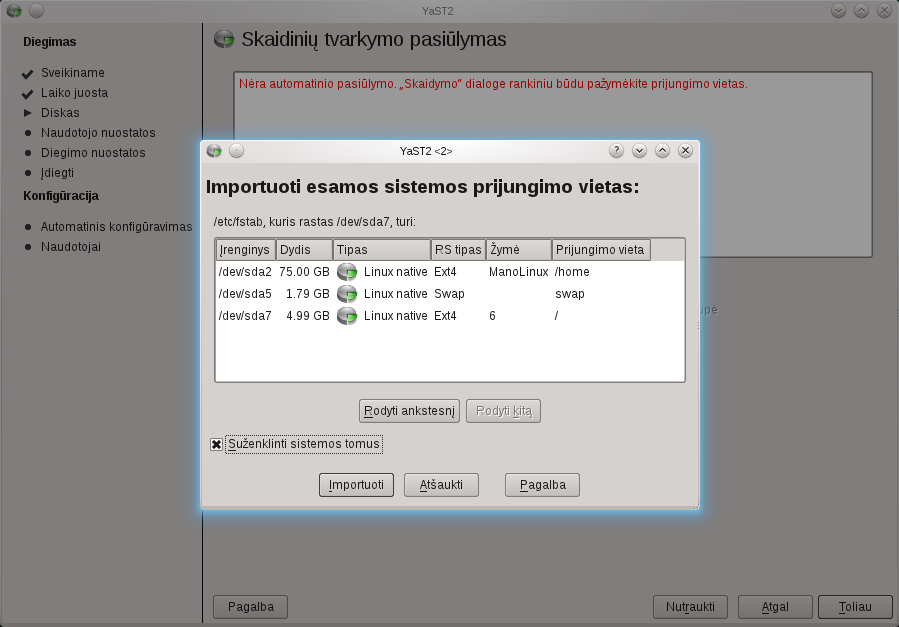 YaST2
Diegimas
Sveikiname
Laiko juosta
Diskas
Naudotojo nuostatos
Diegimo nuostatos
Įdiegti
Konfigūracija
Automatinis konfigūravimas
Naudotojai
Skaidinių tvarkymo pasiūlymas
Nėra automatinio pasiūlymo. „Skaidymo“ dialoge rankiniu būdu pažymėkite prijungimo vietas.
YaST2 <2>
Importuoti esamos sistemos prijungimo vietas:
/etc/fstab, kuris rastas /dev/sda7, turi:
Įrenginys Dydis Tipas RS tipas Žymė Prijungimo vieta
/dev/sda2 75.00 GB Linux native Ext4 ManoLinux /home
/dev/sda5 1.79 GB Linux native Swap swap
/dev/sda7 4.99 GB Linux native Ext4 6 /
Rodyti ankstesnį Rodyti kitą
Suženklinti sistemos tomus
Importuoti Atšaukti Pagalba
Pagalba Nutraukti Atgal Toliau